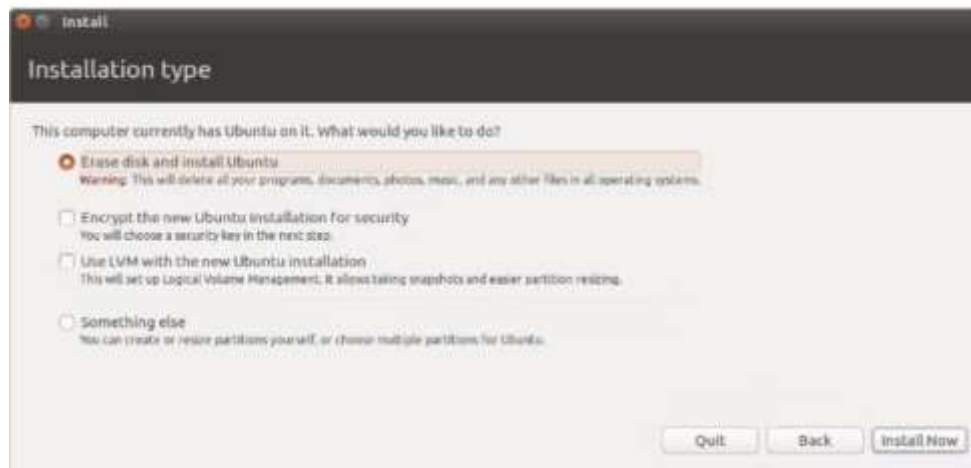 Install
Installation type
This computer currently has Ubuntu on it. What would you like to do?
Erase disk and install Ubuntu
Warning: This will delete all your programs, documents, photos, music, and any other files in all operating systems.
Encrypt the new Ubuntu installation for security
You will choose a security key in the next step.
Use LVM with the new Ubuntu installation
This will set up Logical Volume Management. It allows taking snapshots and easier partition resizing.
Something else
You can create or resize partitions yourself, or choose multiple partitions for Ubuntu.
Quit Back Install Now